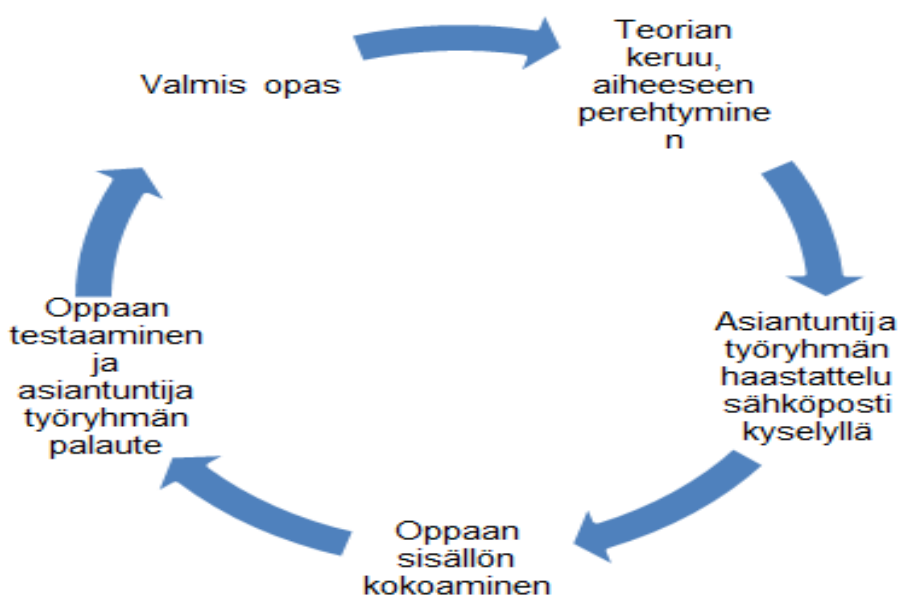 Teorian
keruu,
aiheeseen
perehtymine
n
Asiantuntija
työryhmän
haastattelu
sähköposti
kyselyllä
Oppaan
sisällön
kokoaminen
Oppaan
testaaminen
ja
asiantuntija
työryhmän
palaute
Valmis opas